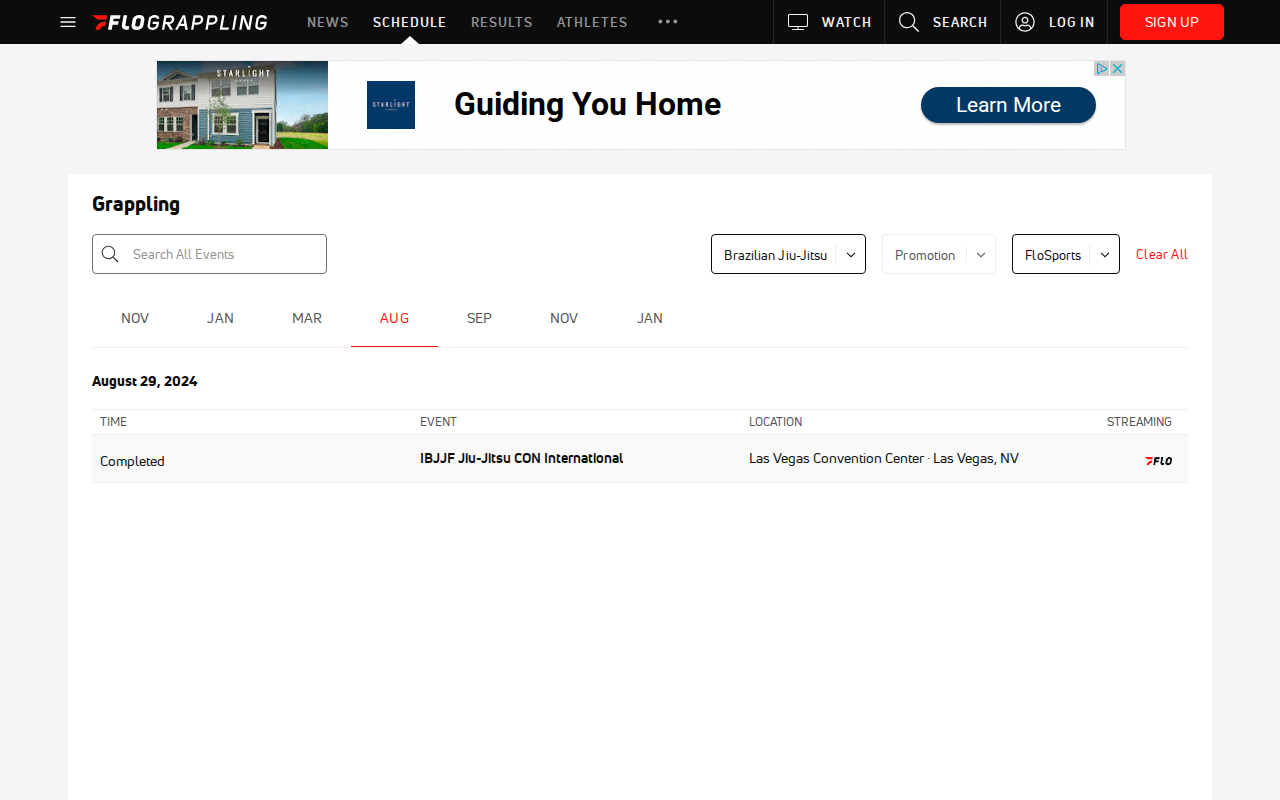 FLOGRAPPLING NEWS SCHEDULE RESULTS ATHLETES WATCH SEARCH LOG IN SIGN UP
STARLIGHT
HOMES
STARLIGHT
HOMES
Guiding You Home
Learn More
Grappling
Search All Events Brazilian Jiu-Jitsu Promotion FloSports Clear All
NOV JAN MAR AUG SEP NOV JAN
August 29, 2024
TIME EVENT LOCATION STREAMING
Completed IBJJF Jiu-Jitsu CON International Las Vegas Convention Center · Las Vegas, NV FLO